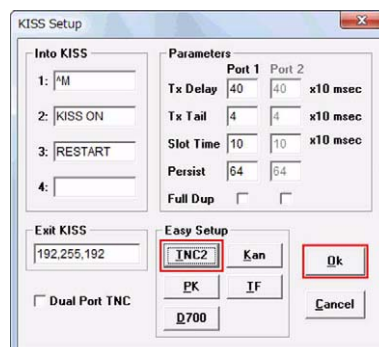 KISS Setup
Into KISS
1: ^M
2: KISS ON
3: RESTART
4:
Parameters
Port 1 Port 2
Tx Delay 40 40 x10 msec
Tx Tail 4 4 x10 msec
Slot Time 10 10 x10 msec
Persist 64 64
Full Dup
Exit KISS
192,255,192
Dual Port TNC
Easy Setup
TNC2 Kan
PK TF
D700
Ok
Cancel